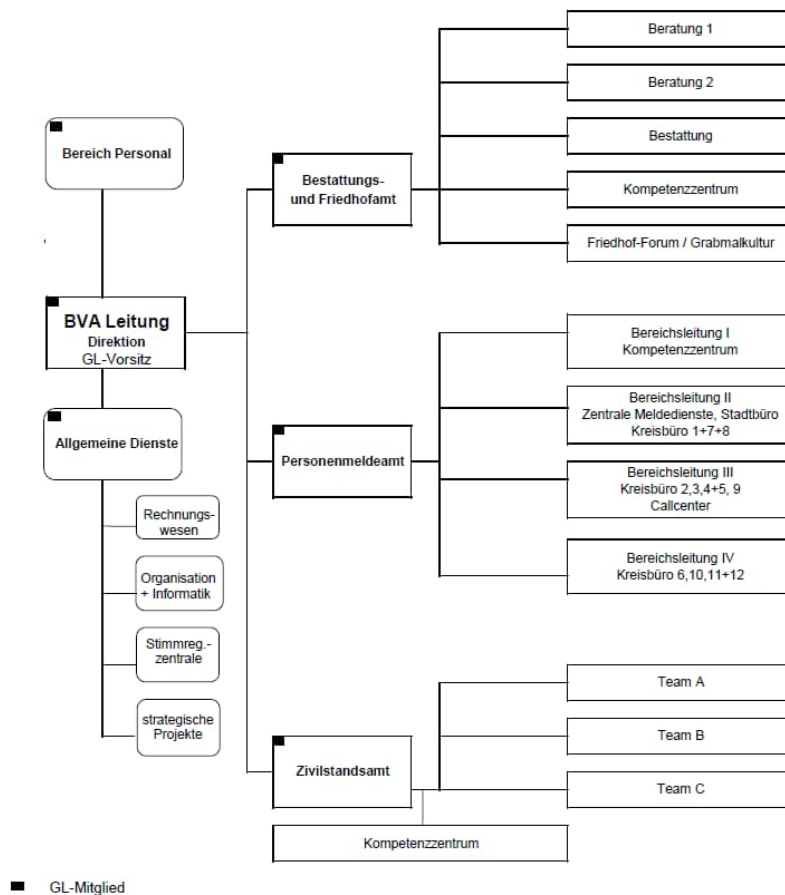 Bereich Personal
BVA Leitung
Direktion
GL-Vorsitz
Allgemeine Dienste
Rechnungs-
wesen
Organisation
+ Informatik
Stimmreg.-
zentrale
strategische
Projekte
Bestattungs-
und Friedhofamt
Beratung 1
Beratung 2
Bestattung
Kompetenzzentrum
Friedhof-Forum / Grabmalkultur
Personenmeldeamt
Bereichsleitung I
Kompetenzzentrum
Bereichsleitung II
Zentrale Meldedienste, Stadtbüro
Kreisbüro 1+7+8
Bereichsleitung III
Kreisbüro 2,3,4+5, 9
Callcenter
Bereichsleitung IV
Kreisbüro 6,10,11+12
Zivilstandsamt
Team A
Team B
Team C
Kompetenzzentrum
GL-Mitglied